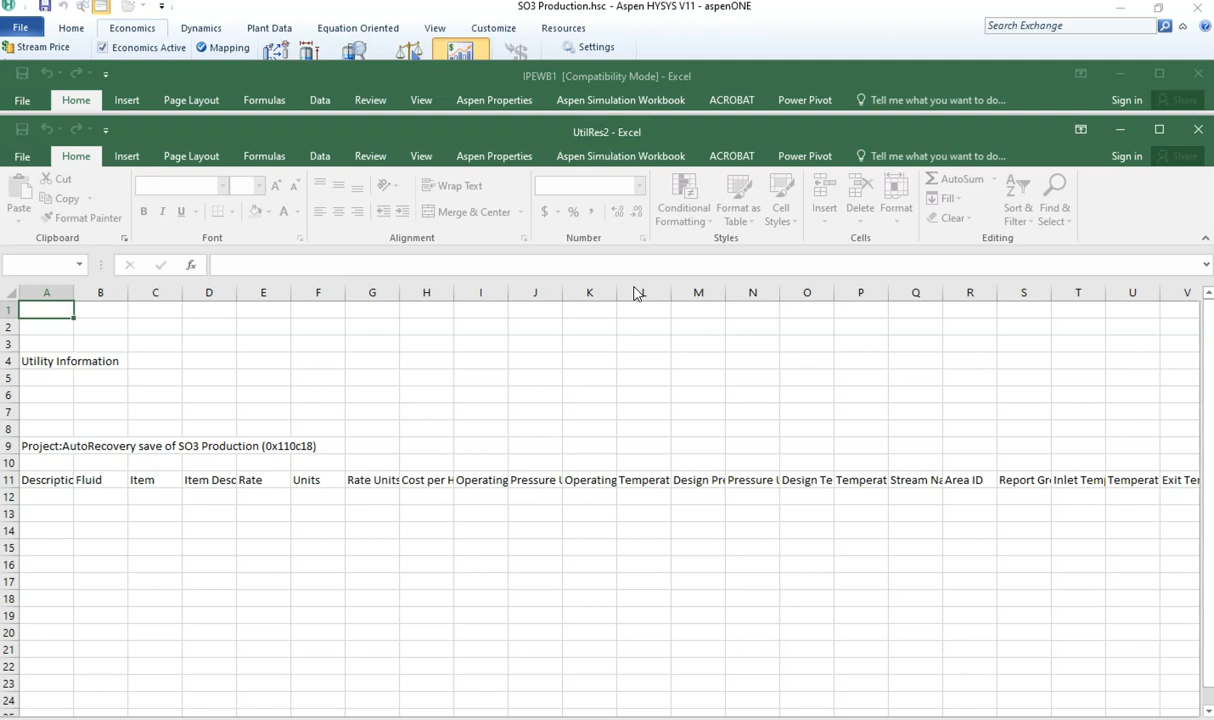 SO3 Production.hsc - Aspen HYSYS V11 - aspenONE
File Home Economics Dynamics Plant Data Equation Oriented View Customize Resources Search Exchange
Stream Price Economics Active Mapping Settings
IPEWB1 [Compatibility Mode] - Excel
File Home Insert Page Layout Formulas Data Review View Aspen Properties Aspen Simulation Workbook ACROBAT Power Pivot Tell me what you want to do... Sign in Share
UtilRes2 - Excel
File Home Insert Page Layout Formulas Data Review View Aspen Properties Aspen Simulation Workbook ACROBAT Power Pivot Tell me what you want to do... Sign in Share
Paste Cut Copy Format Painter
B I U A A A
Wrap Text
Merge & Center
$ %
Conditional Formatting Format as Table Cell Styles
Insert Delete Format
AutoSum Fill Clear
Sort & Filter Find & Select
Clipboard Font Alignment Number Styles Cells Editing
fx
A B C D E F G H I J K L M N O P Q R S T U V
1
2
3
4 Utility Information
5
6
7
8
9 Project:AutoRecovery save of SO3 Production (0x110c18)
10
11 Descriptic Fluid Item Item Desc Rate Units Rate Units Cost per H Operating Pressure U Operating Temperat Design Pre Pressure U Design Te Temperat Stream Na Area ID Report Gr Inlet Temp Temperat Exit Ter
12
13
14
15
16
17
18
19
20
21
22
23
24